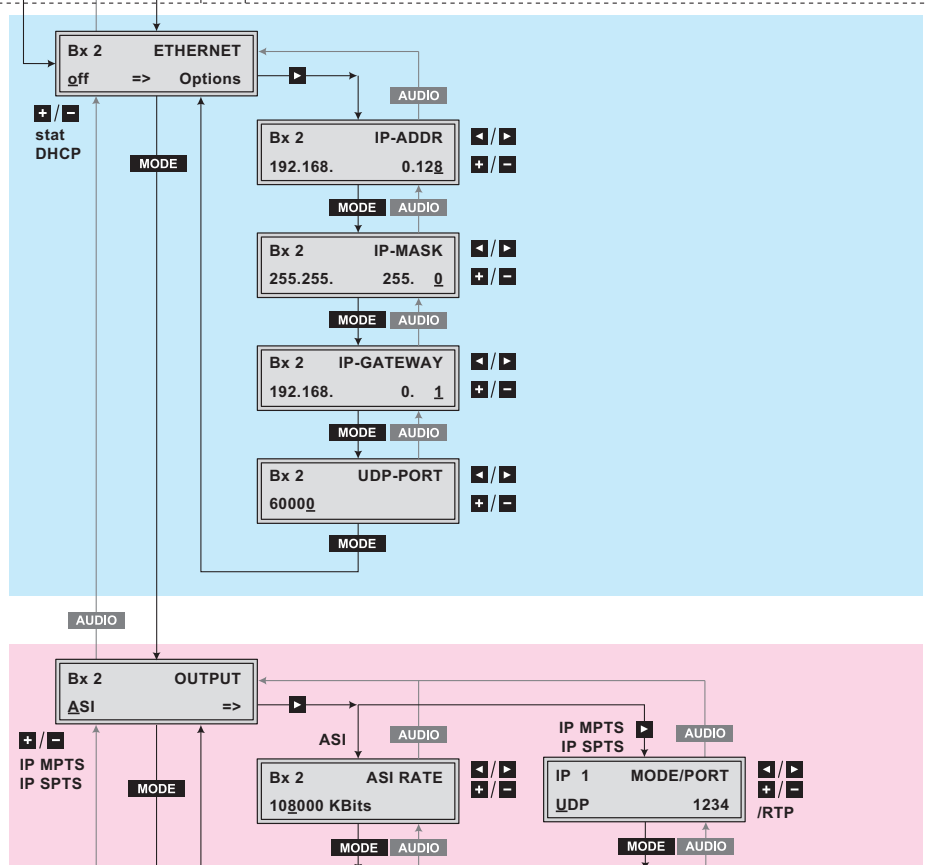 Bx 2 ETHERNET
off => Options
+/-
stat
DHCP
MODE
AUDIO
Bx 2 IP-ADDR
192.168. 0.128
◄/►
+/-
MODE AUDIO
Bx 2 IP-MASK
255.255. 255. 0
◄/►
+/-
MODE AUDIO
Bx 2 IP-GATEWAY
192.168. 0. 1
◄/►
+/-
MODE AUDIO
Bx 2 UDP-PORT
60000
◄/►
+/-
MODE
AUDIO
Bx 2 OUTPUT
ASI =>
+/-
IP MPTS
IP SPTS
MODE
ASI
AUDIO
Bx 2 ASI RATE
108000 KBits
◄/►
+/-
MODE AUDIO
IP MPTS
IP SPTS
AUDIO
IP 1 MODE/PORT
UDP 1234
◄/►
+/-
/RTP
MODE AUDIO